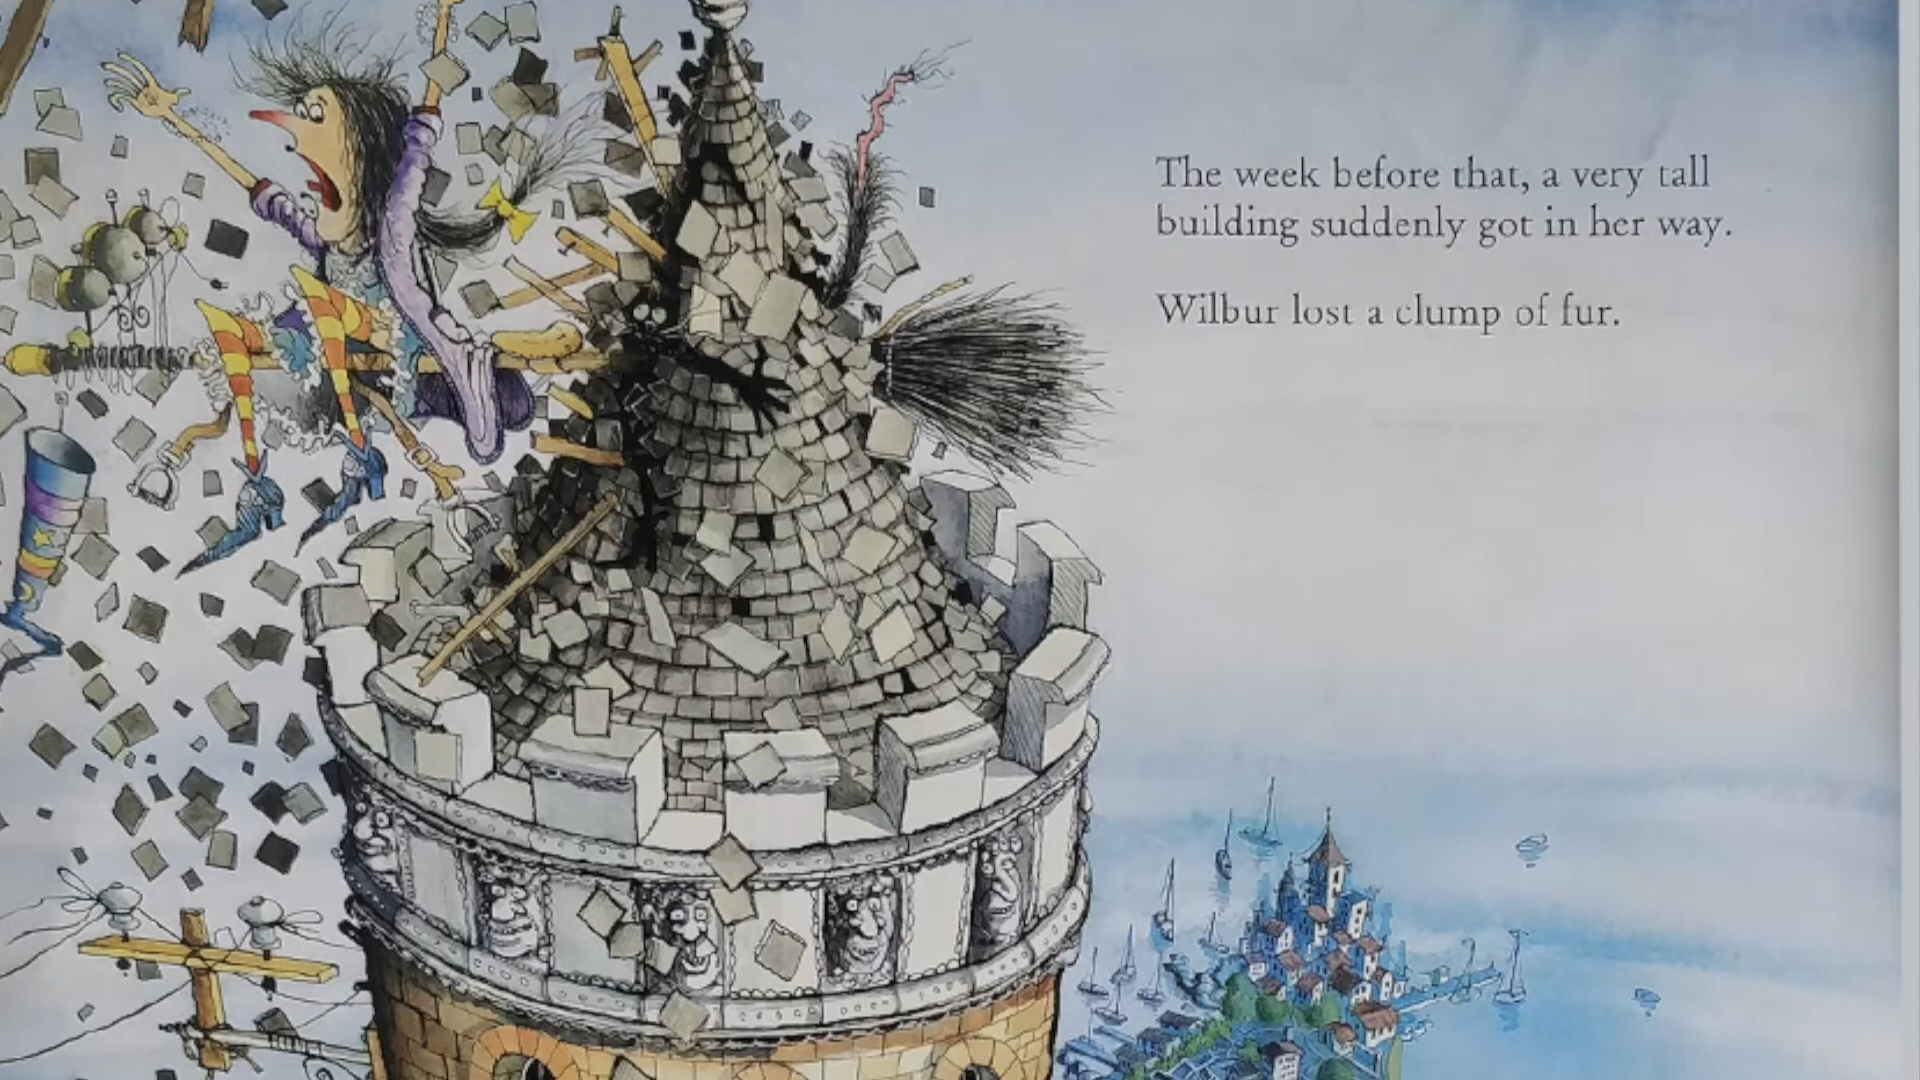 The week before that, a very tall
building suddenly got in her way.
Wilbur lost a clump of fur.